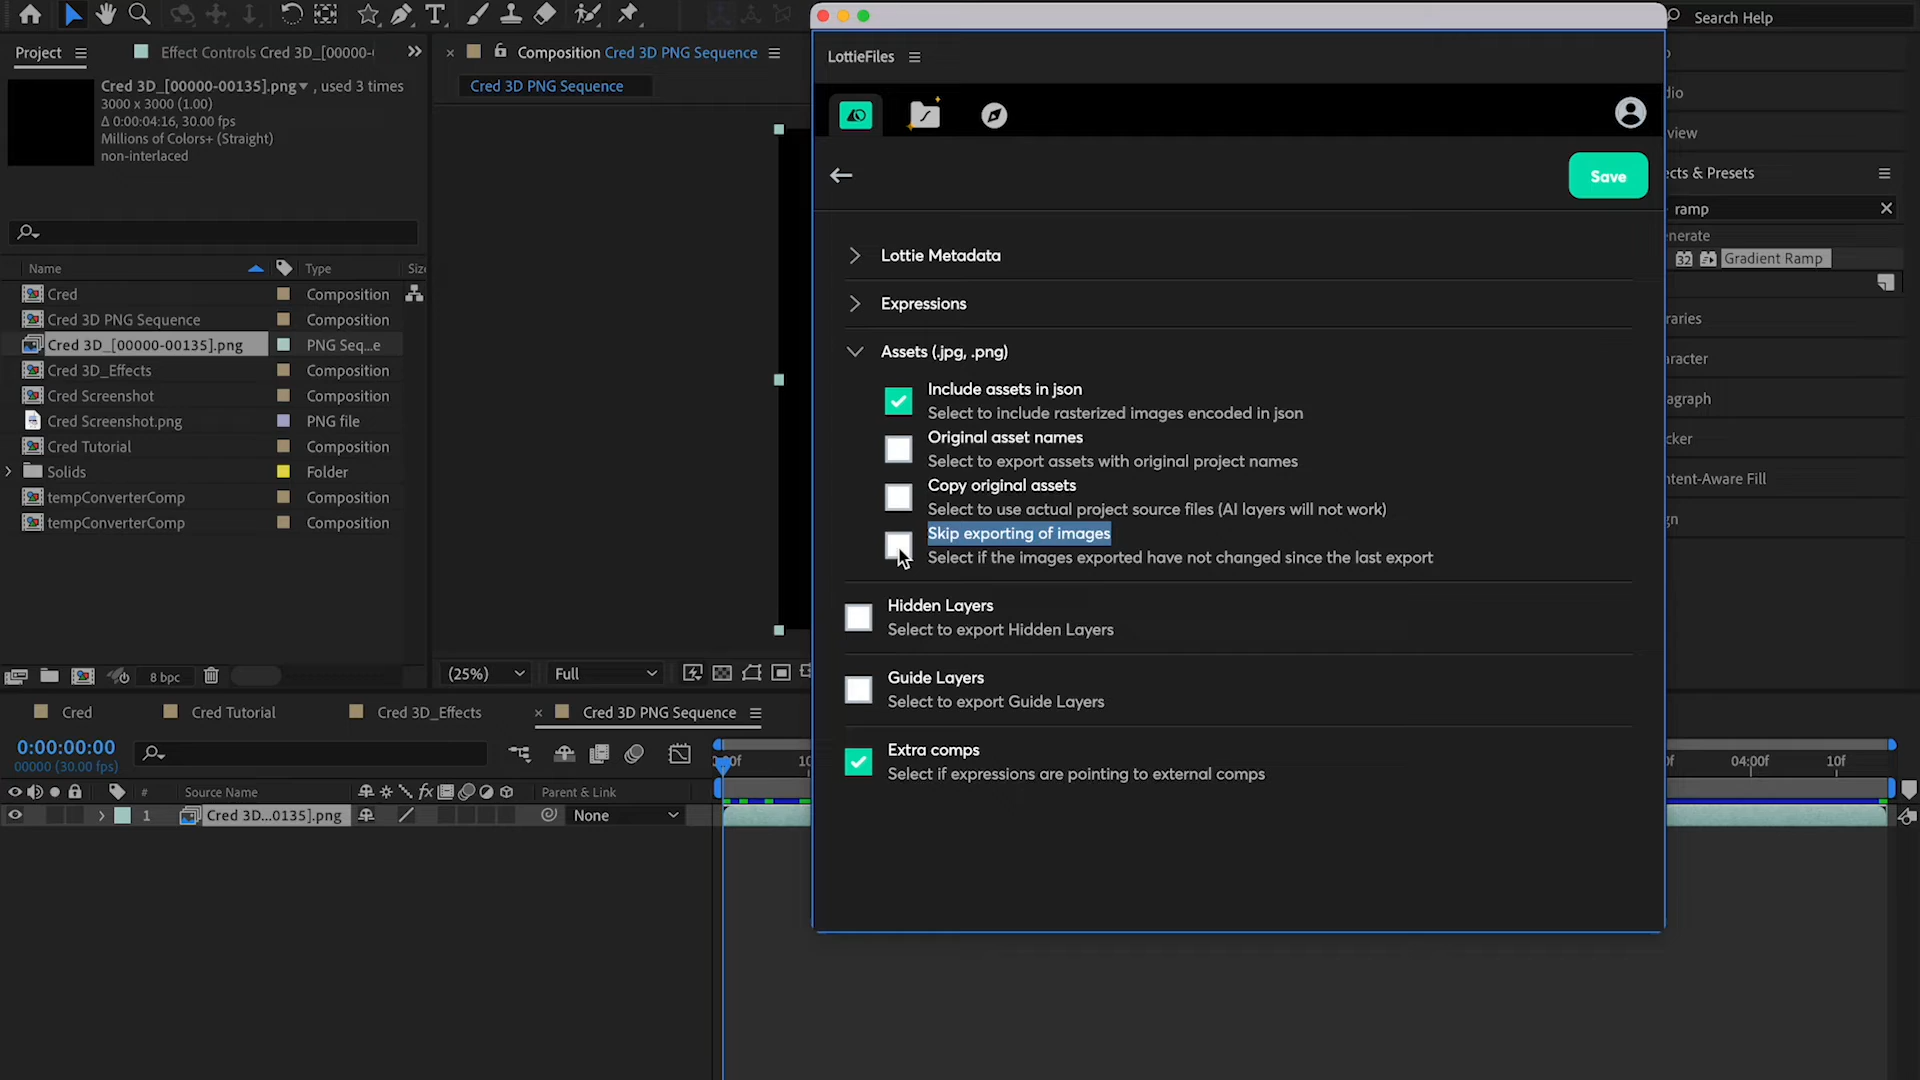 Search Help
Project
Effect Controls Cred 3D_[00000-(
Composition Cred 3D PNG Sequence
Cred 3D PNG Sequence
Cred 3D_[00000-00135].png , used 3 times
3000 x 3000 (1.00)
Δ 0:00:04:16, 30.00 fps
Millions of Colors+ (Straight)
non-interlaced
Name
Type
Size
Cred
Composition
Cred 3D PNG Sequence
Composition
Cred 3D_[00000-00135].png
PNG Seq...e
Cred 3D_Effects
Composition
Cred Screenshot
Composition
Cred Screenshot.png
PNG file
Cred Tutorial
Composition
Solids
Folder
tempConverterComp
Composition
tempConverterComp
Composition
8 bpc
(25%)
Full
LottieFiles
Save
Lottie Metadata
Expressions
Assets (.jpg, .png)
Include assets in json
Select to include rasterized images encoded in json
Original asset names
Select to export assets with original project names
Copy original assets
Select to use actual project source files (AI layers will not work)
Skip exporting of images
Select if the images exported have not changed since the last export
Hidden Layers
Select to export Hidden Layers
Guide Layers
Select to export Guide Layers
Extra comps
Select if expressions are pointing to external comps
dio
view
cts & Presets
ramp
nerate
32
Gradient Ramp
raries
aracter
agraph
cker
ntent-Aware Fill
gn
Cred
Cred Tutorial
Cred 3D_Effects
Cred 3D PNG Sequence
0:00:00:00
00000 (30.00 fps)
04:00f
10f
#
Source Name
fx
Parent & Link
1
Cred 3D...0135].png
None